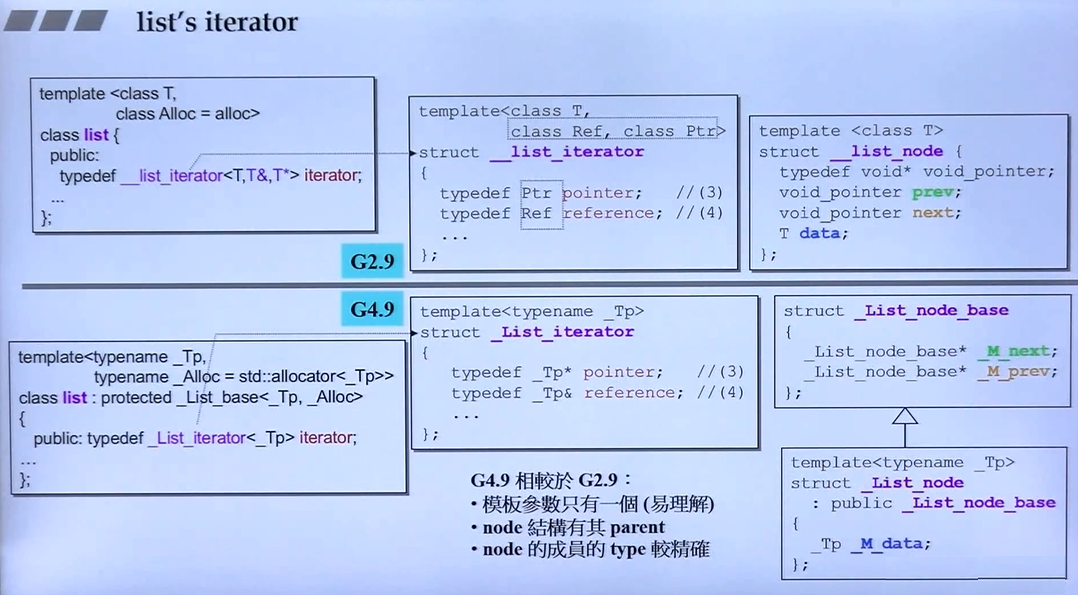 list's iterator
template <class T,
class Alloc = alloc>
class list {
public:
typedef __list_iterator<T,T&,T*> iterator;
...
};
template<class T,
class Ref, class Ptr>
struct __list_iterator
{
typedef Ptr pointer; //(3)
typedef Ref reference; //(4)
...
};
template <class T>
struct __list_node {
typedef void* void_pointer;
void_pointer prev;
void_pointer next;
T data;
};
G2.9
G4.9
template<typename _Tp,
typename _Alloc = std::allocator<_Tp>>
class list : protected _List_base<_Tp, _Alloc>
{
public: typedef _List_iterator<_Tp> iterator;
...
};
template<typename _Tp>
struct _List_iterator
{
typedef _Tp* pointer; //(3)
typedef _Tp& reference; //(4)
...
};
struct _List_node_base
{
_List_node_base* _M_next;
_List_node_base* _M_prev;
};
template<typename _Tp>
struct _List_node
: public _List_node_base
{
_Tp _M_data;
};
G4.9 相較於 G2.9：
• 模板參數只有一個 (易理解)
• node 結構有其 parent
• node 的成員的 type 較精確